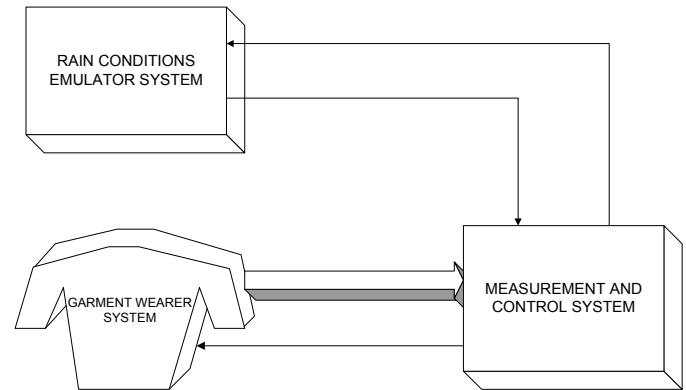 RAIN CONDITIONS
EMULATOR SYSTEM
GARMENT WEARER
SYSTEM
MEASUREMENT AND
CONTROL SYSTEM